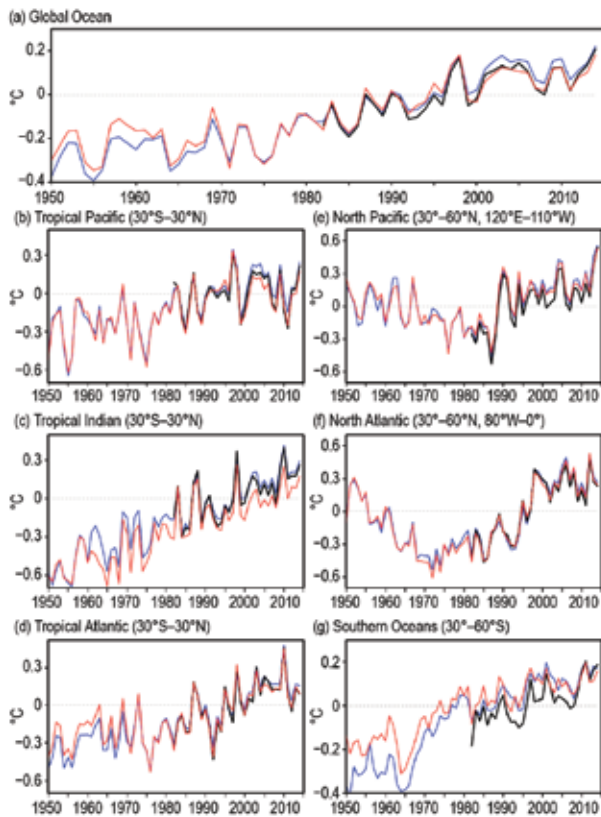 (a) Global Ocean
0.2
0
−0.2
−0.4
°C
1950 1960 1970 1980 1990 2000 2010
(b) Tropical Pacific (30°S–30°N)
0.3
0
−0.3
−0.6
°C
1950 1960 1970 1980 1990 2000 2010
(e) North Pacific (30°–60°N, 120°E–110°W)
0.6
0.3
0
−0.3
−0.6
°C
1950 1960 1970 1980 1990 2000 2010
(c) Tropical Indian (30°S–30°N)
0.3
0
−0.3
−0.6
°C
1950 1960 1970 1980 1990 2000 2010
(f) North Atlantic (30°–60°N, 80°W–0°)
0.6
0.3
0
−0.3
−0.6
°C
1950 1960 1970 1980 1990 2000 2010
(d) Tropical Atlantic (30°S–30°N)
0.3
0
−0.3
−0.6
°C
1950 1960 1970 1980 1990 2000 2010
(g) Southern Oceans (30°–60°S)
0.2
0
−0.2
−0.4
°C
1950 1960 1970 1980 1990 2000 2010